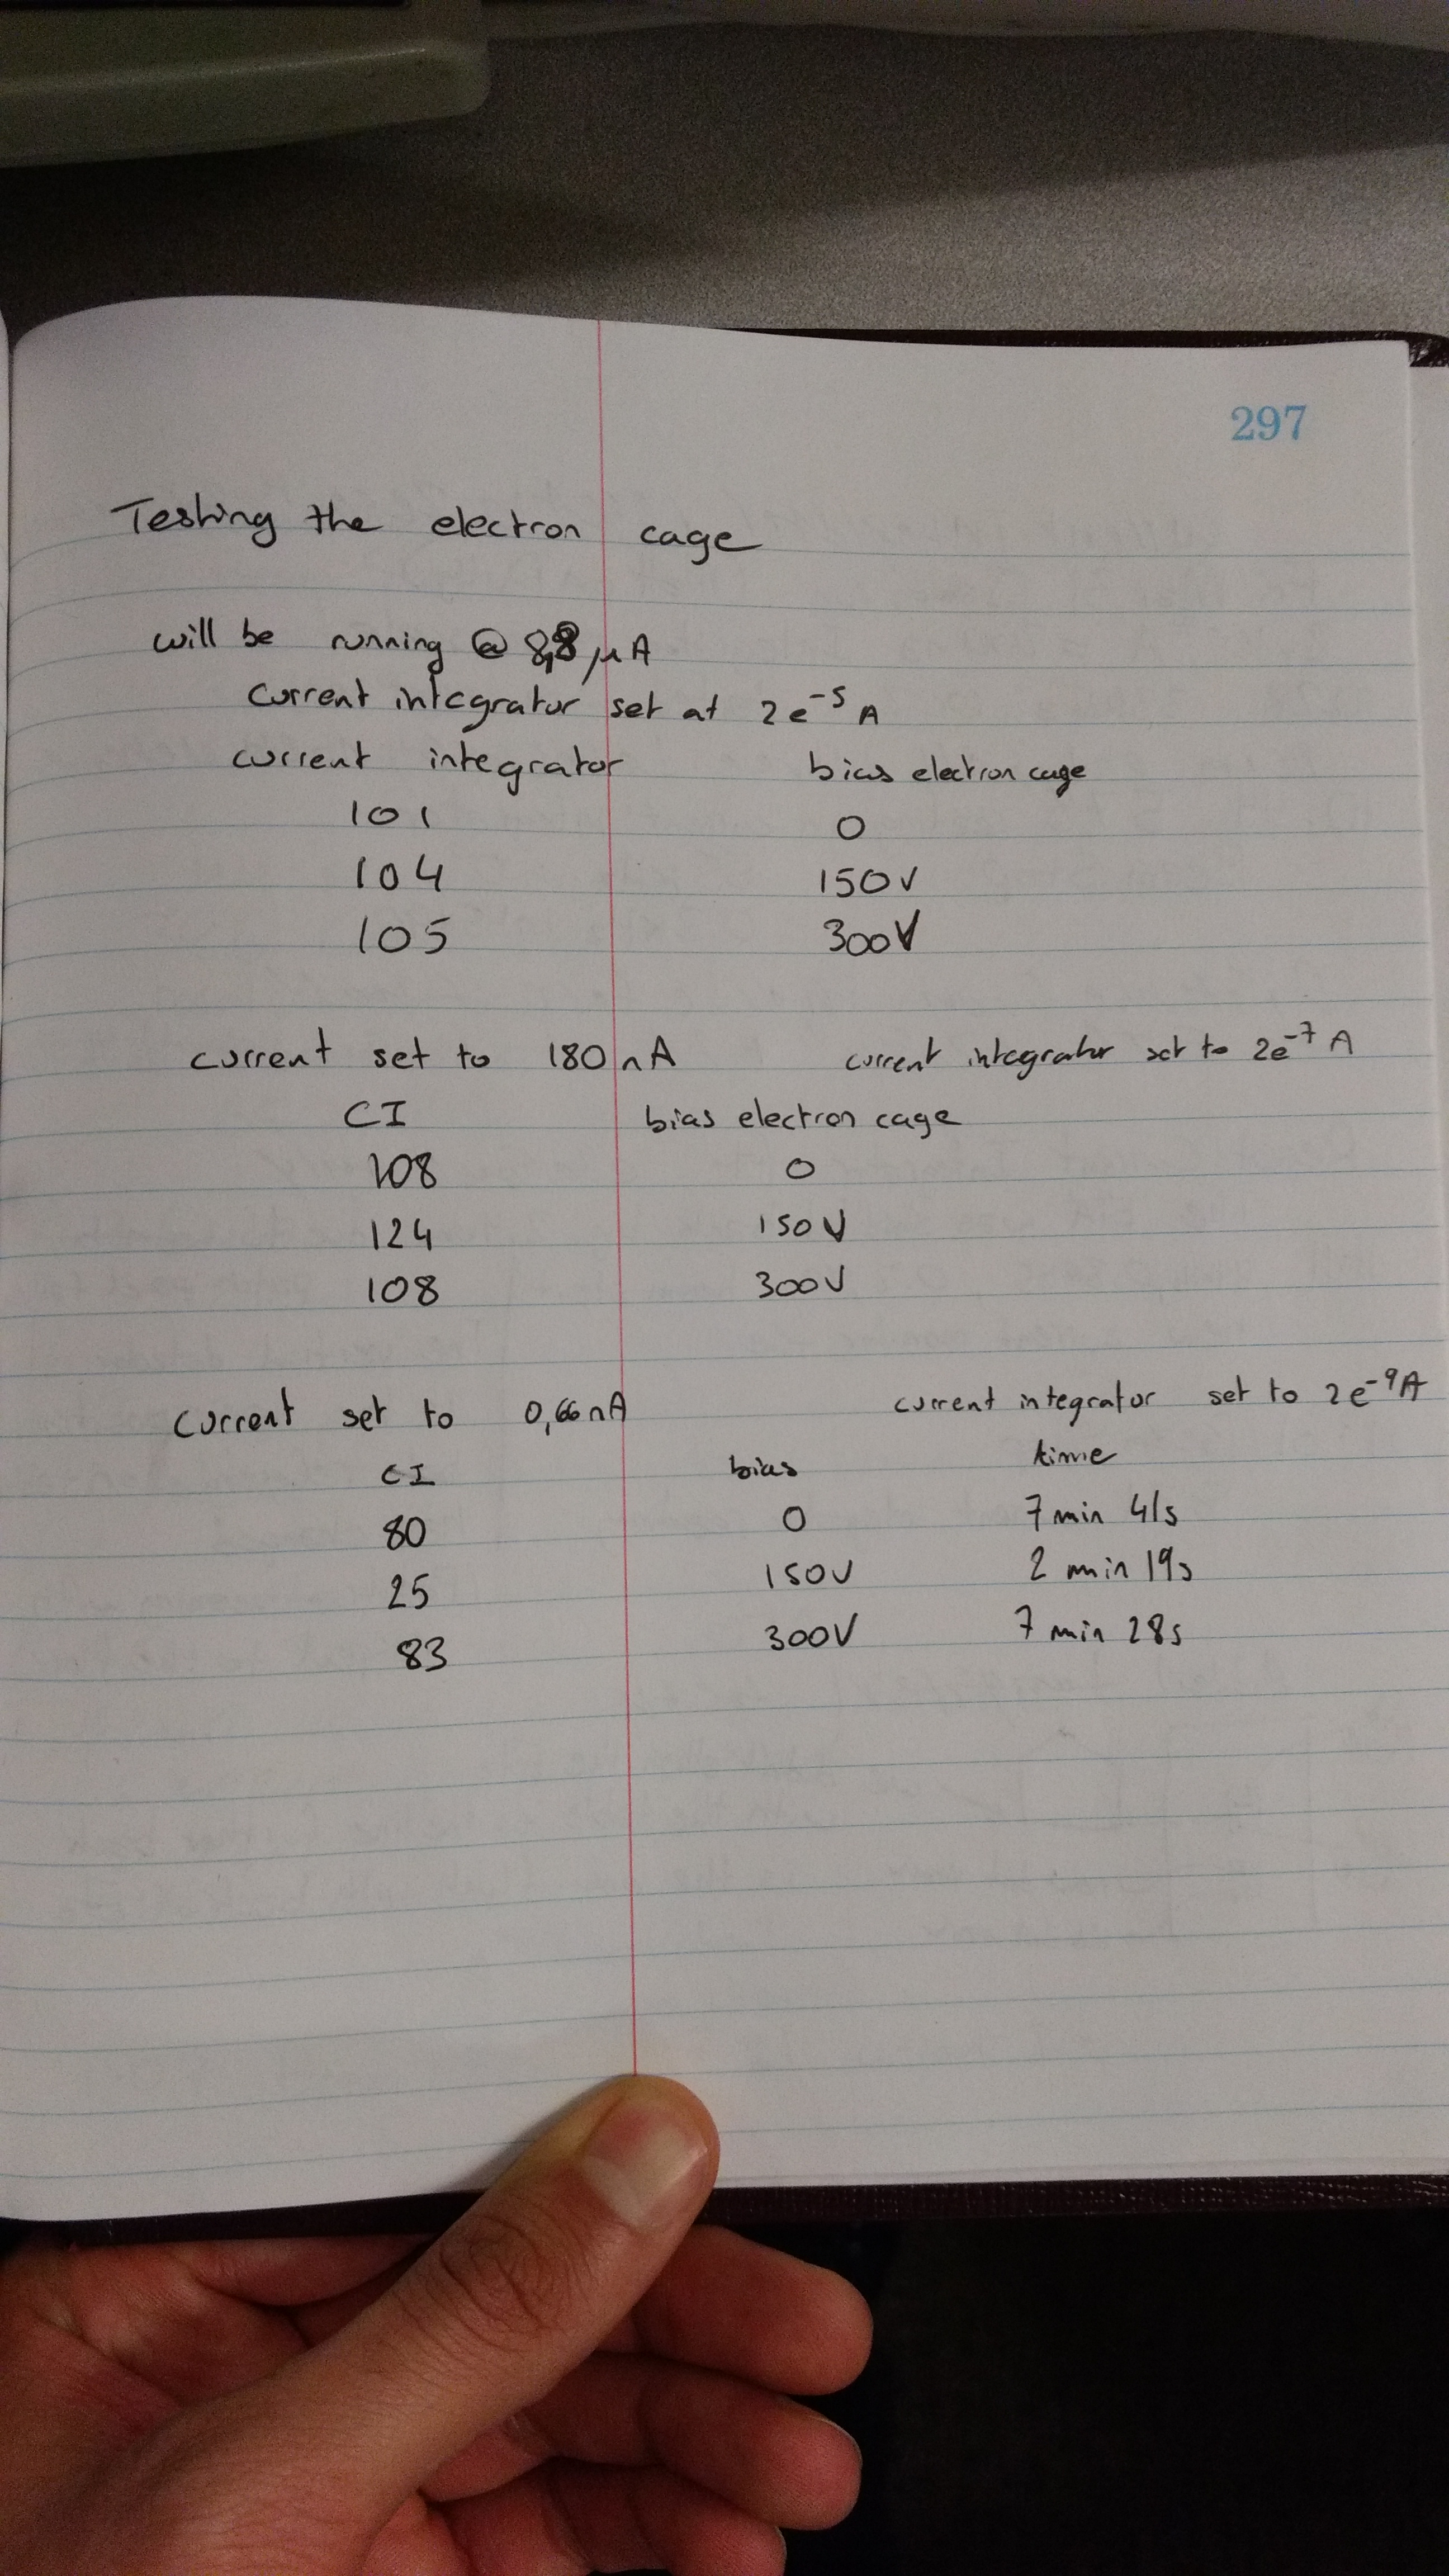 297
Testing the electron cage
will be running @ 8,8 µA
current integrator set at 2e⁻⁵ A
current integrator bias electron cage
101 0
104 150V
105 300V
current set to 180 nA current integrator set to 2e⁻⁷ A
CI bias electron cage
108 0
124 150V
108 300V
current set to 0,66 nA current integrator set to 2e⁻⁹A
CI bias time
80 0 7 min 41s
25 150V 2 min 19s
83 300V 7 min 28s